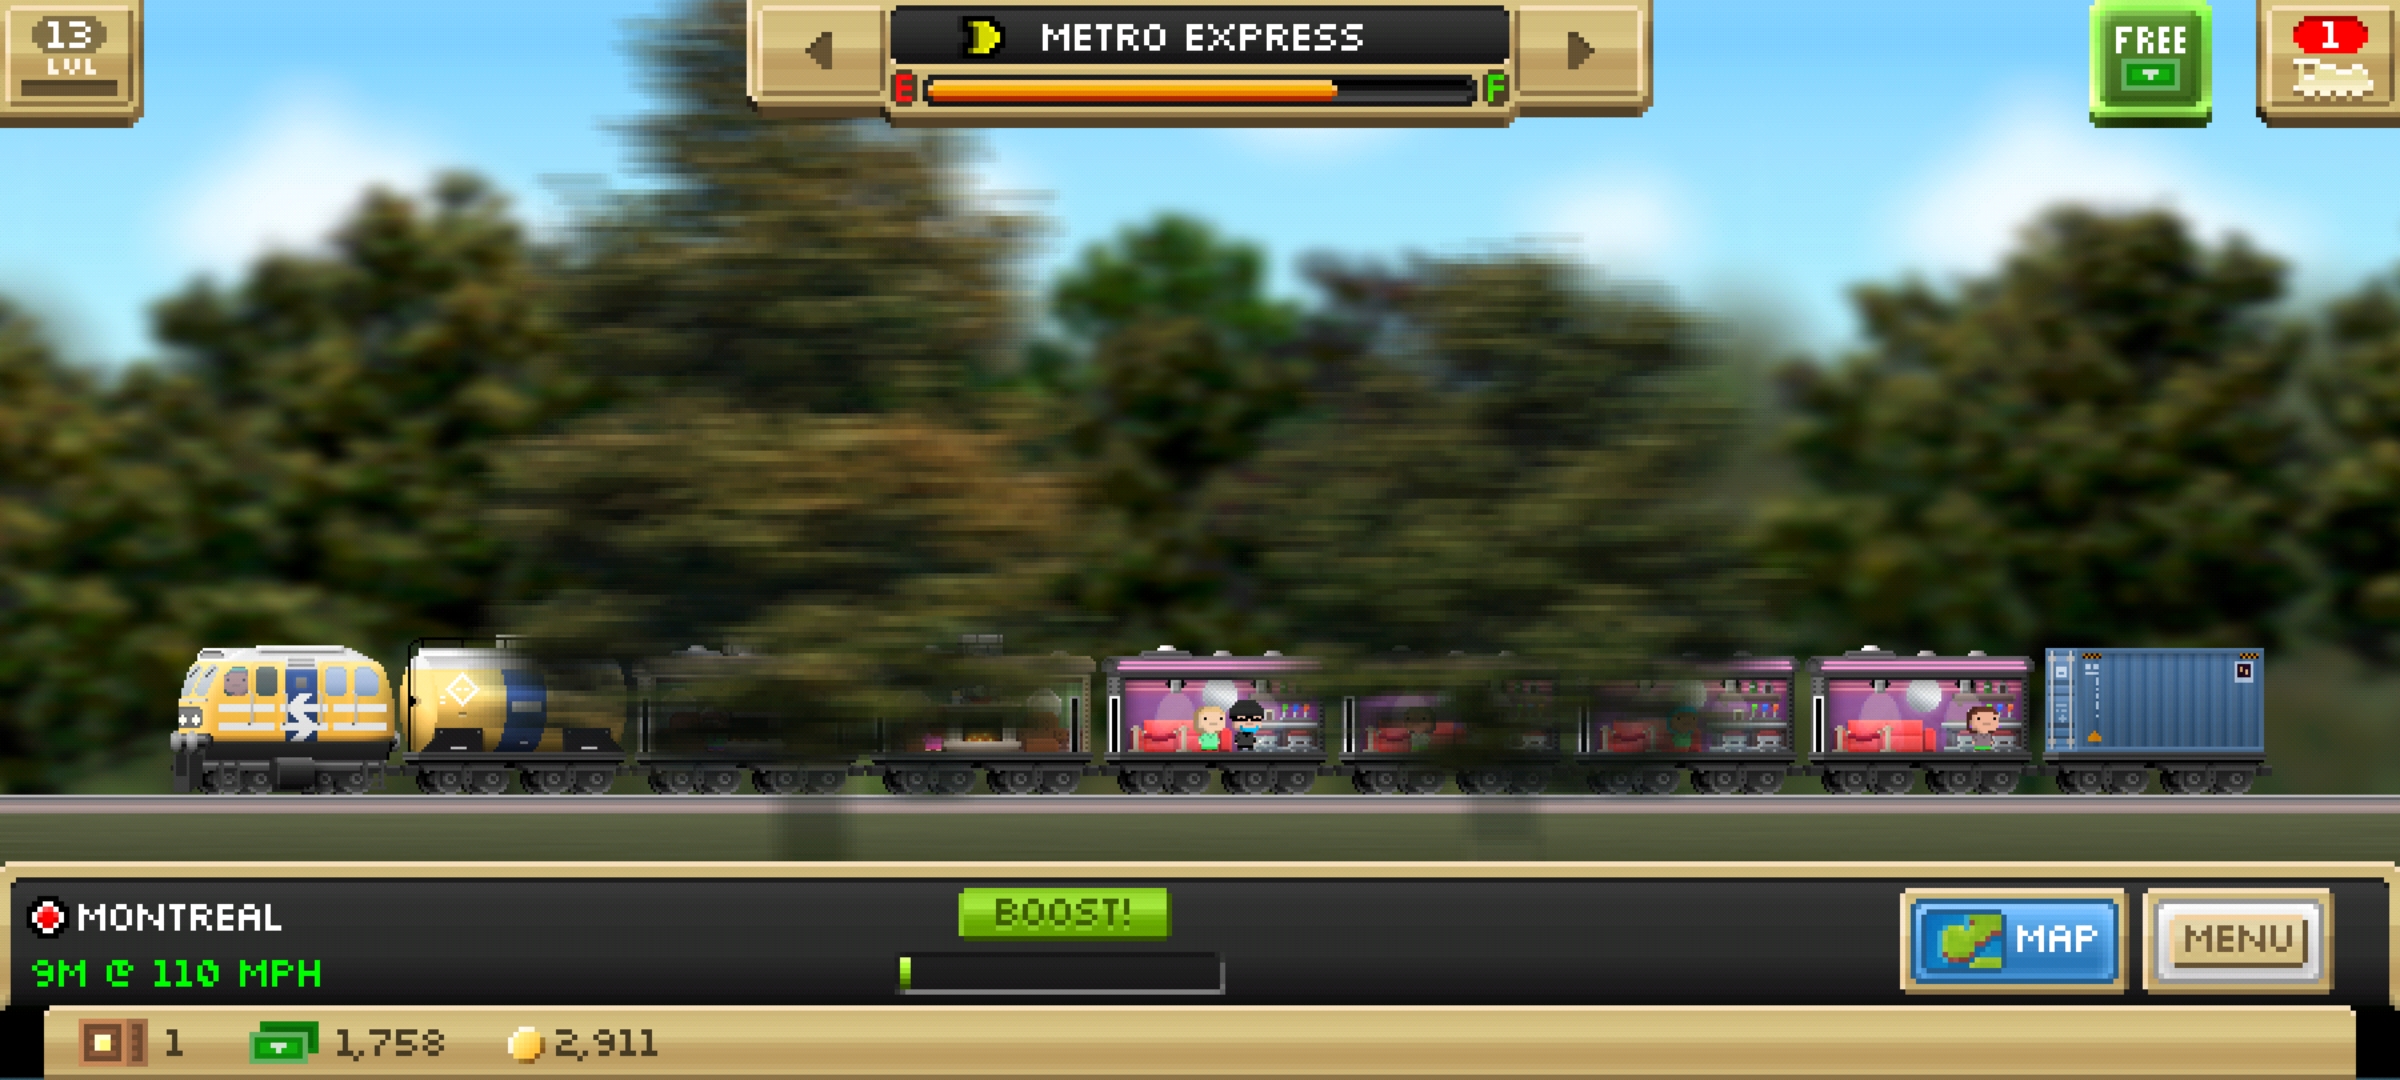 13
LVL
METRO EXPRESS
E
F
FREE
1
MONTREAL
9M @ 110 MPH
BOOST!
MAP
MENU
1
1,758
2,911